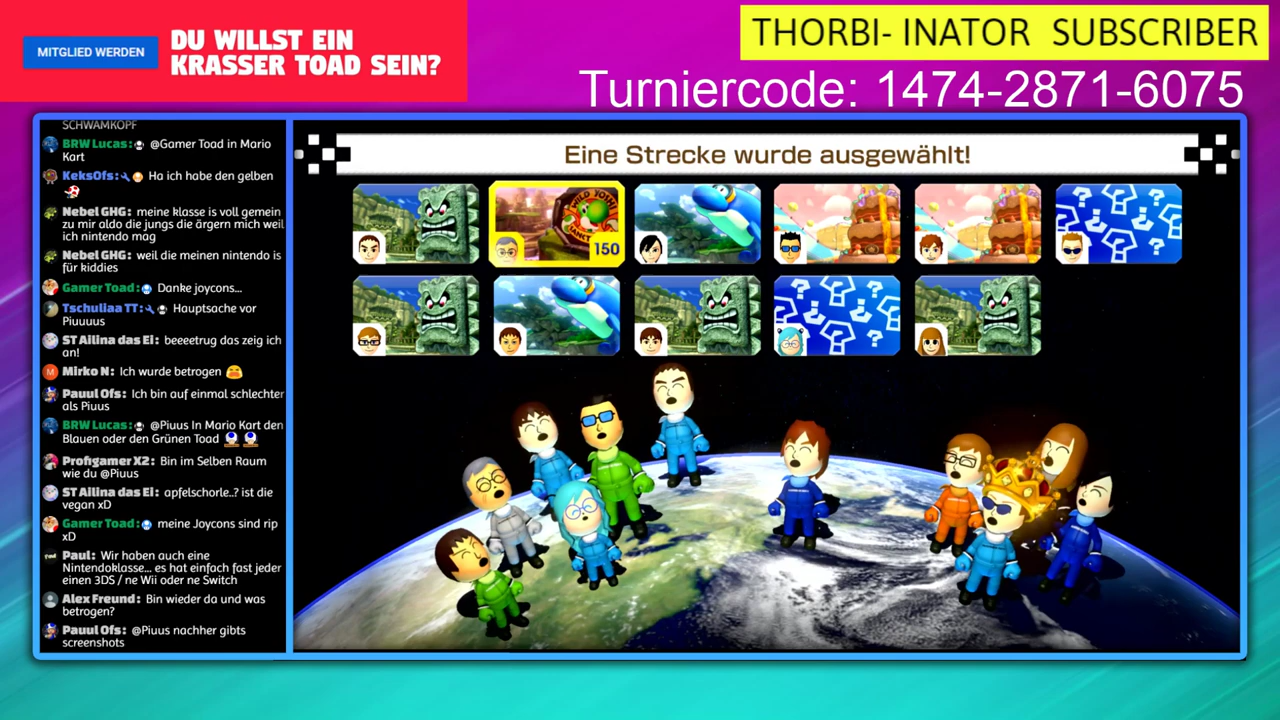 MITGLIED WERDEN
DU WILLST EIN
KRASSER TOAD SEIN?
THORBI- INATOR SUBSCRIBER
Turniercode: 1474-2871-6075
SCHWAMKOPF
BRW Lucas: @Gamer Toad in Mario
Kart
KeksOfs: Ha ich habe den gelben
Nebel GHG: meine klasse is voll gemein
zu mir aldo die jungs die ärgern mich weil
ich nintendo mag
Nebel GHG: weil die meinen nintendo is
für kiddies
Gamer Toad: Danke joycons...
Tschuliaa TT: Hauptsache vor
Piuuuus
ST Ailina das Ei: beeeetrug das zeig ich
an!
M
Mirko N: Ich wurde betrogen
Pauul Ofs: Ich bin auf einmal schlechter
als Piuus
BRW Lucas: @Piuus In Mario Kart den
Blauen oder den Grünen Toad
Profigamer X2: Bin im Selben Raum
wie du @Piuus
ST Ailina das Ei: apfelschorle..? ist die
vegan xD
Gamer Toad: meine Joycons sind rip
xD
Paul: Wir haben auch eine
Nintendoklasse... es hat einfach fast jeder
einen 3DS / ne Wii oder ne Switch
Alex Freund: Bin wieder da und was
betrogen?
Pauul Ofs: @Piuus nachher gibts
screenshots
Eine Strecke wurde ausgewählt!
150